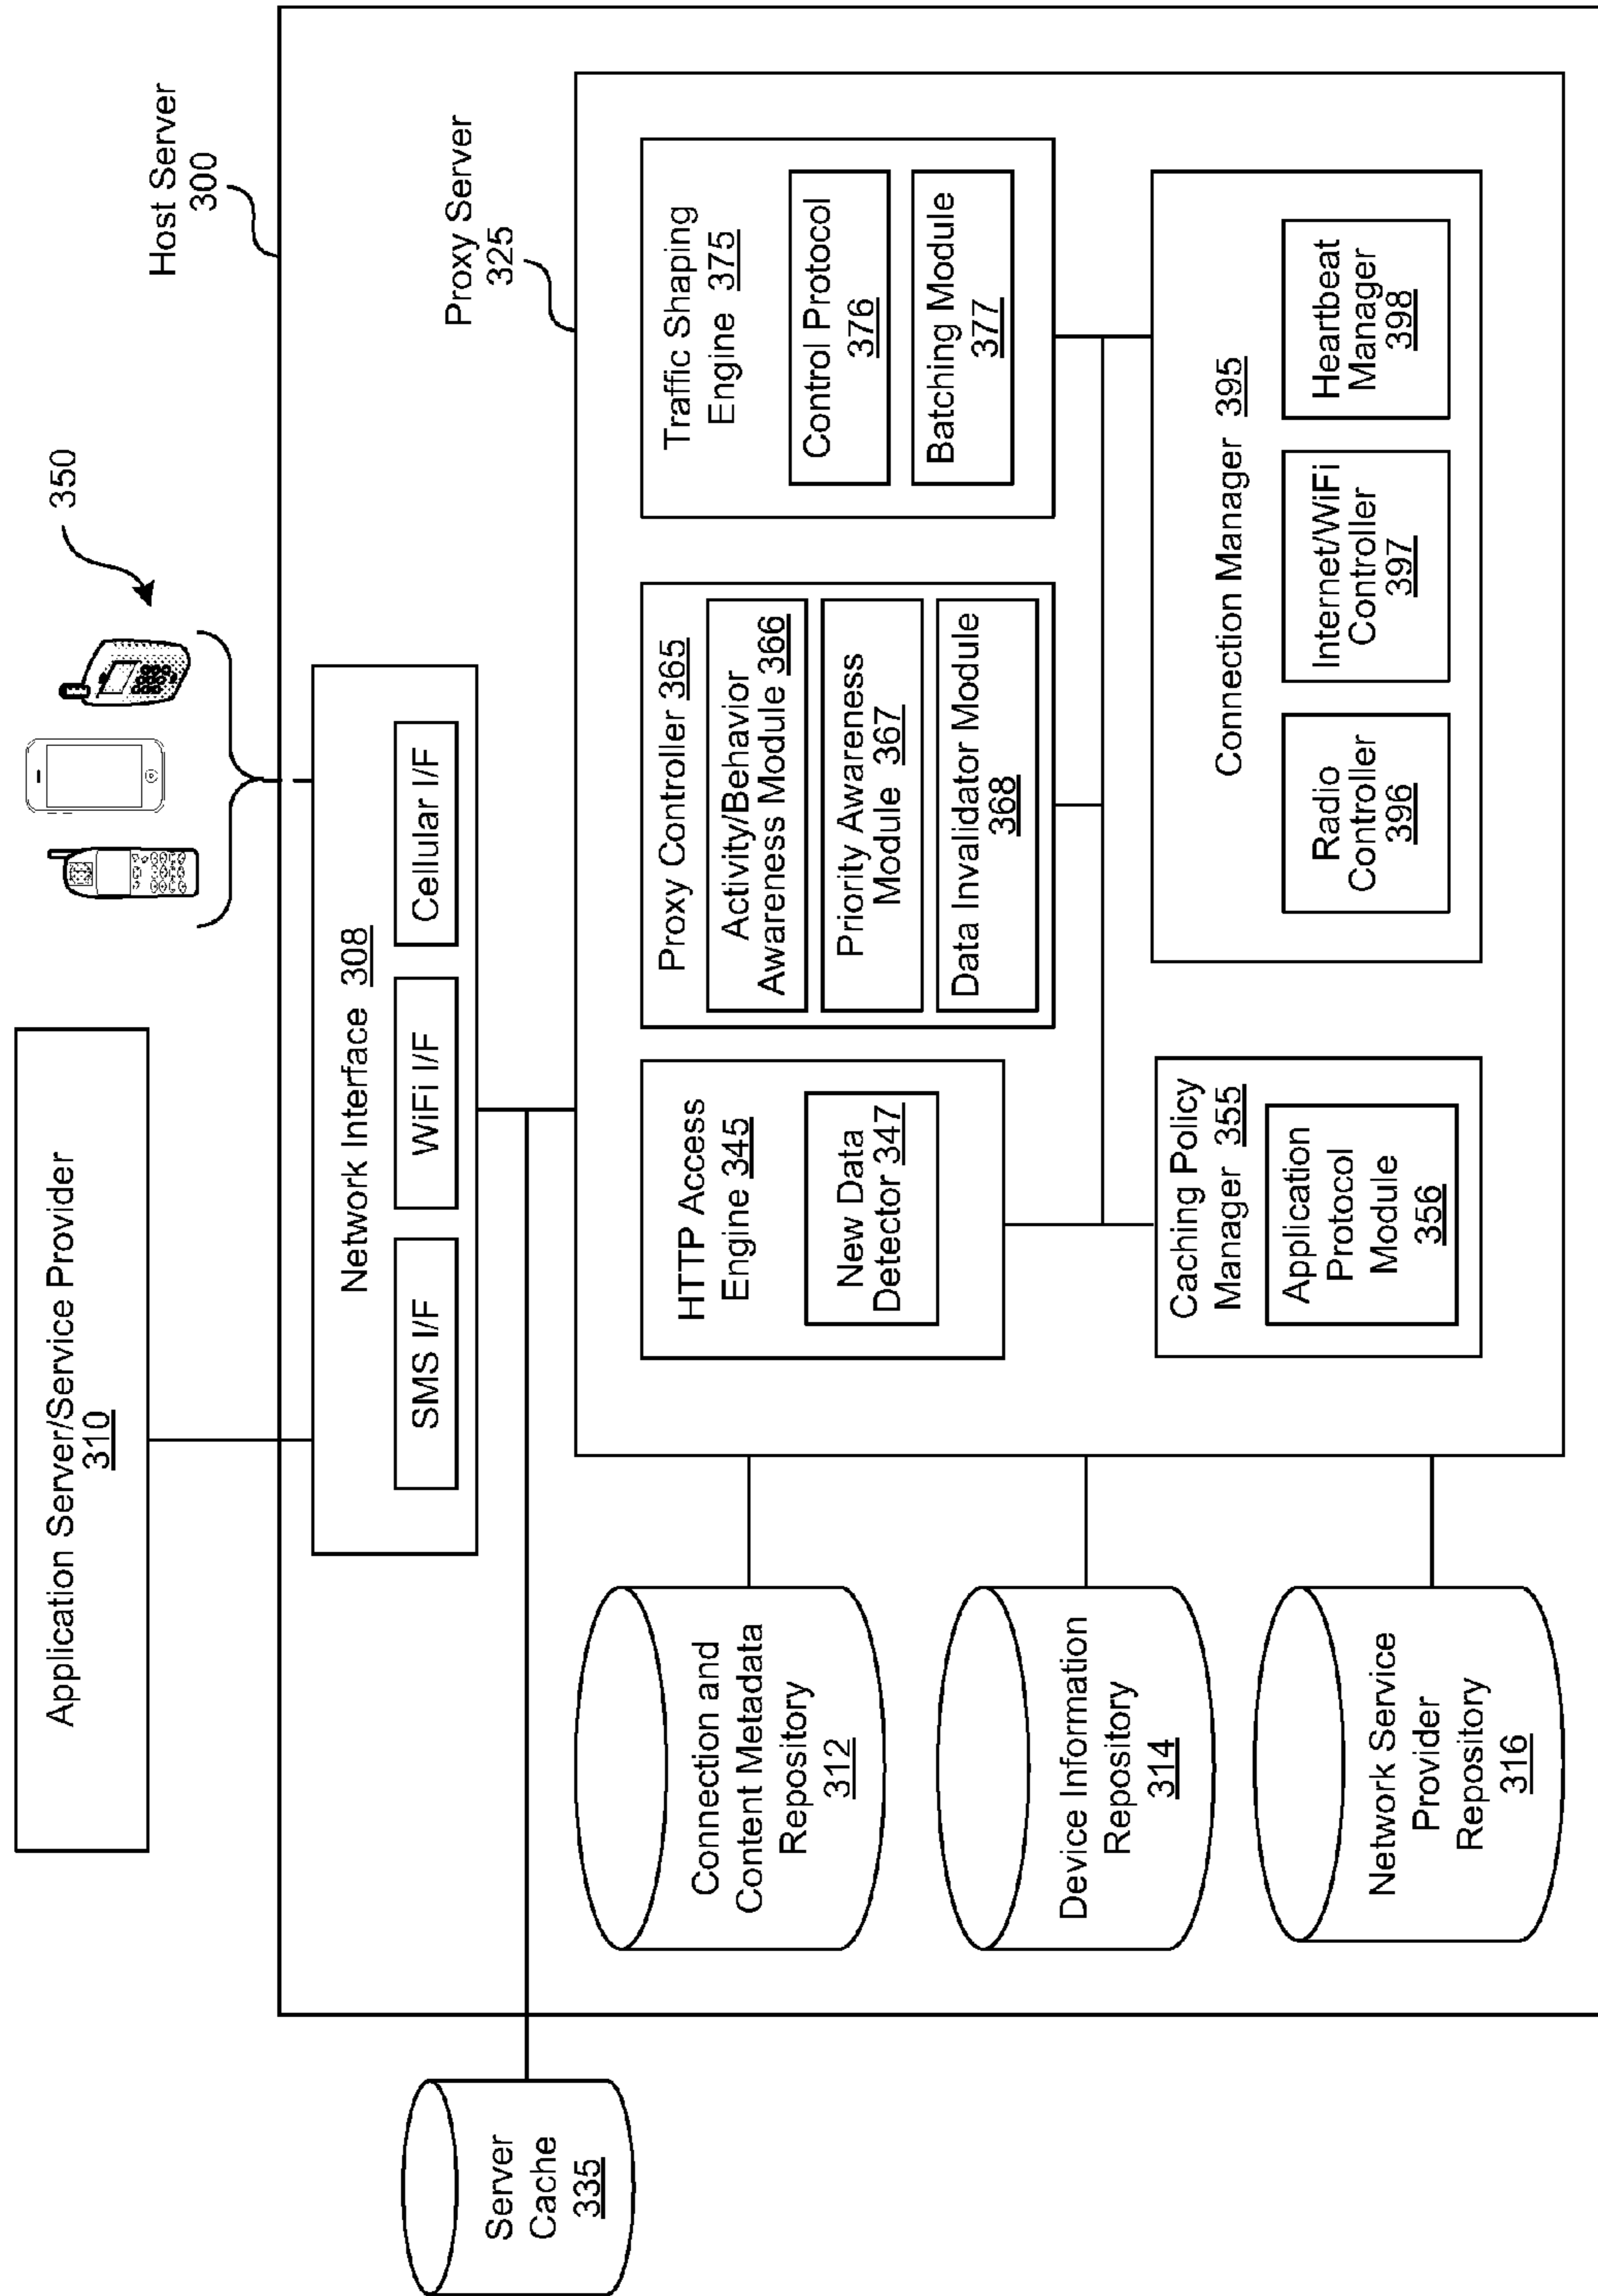 Application Server/Service Provider
310
350
Host Server
300
Network Interface 308
SMS I/F
WiFi I/F
Cellular I/F
Proxy Server
325
Server
Cache
335
Connection and
Content Metadata
Repository
312
Device Information
Repository
314
Network Service
Provider
Repository
316
HTTP Access
Engine 345
New Data
Detector 347
Proxy Controller 365
Activity/Behavior
Awareness Module 366
Priority Awareness
Module 367
Data Invalidator Module
368
Traffic Shaping
Engine 375
Control Protocol
376
Batching Module
377
Caching Policy
Manager 355
Application
Protocol
Module
356
Connection Manager 395
Radio
Controller
396
Internet/WiFi
Controller
397
Heartbeat
Manager
398